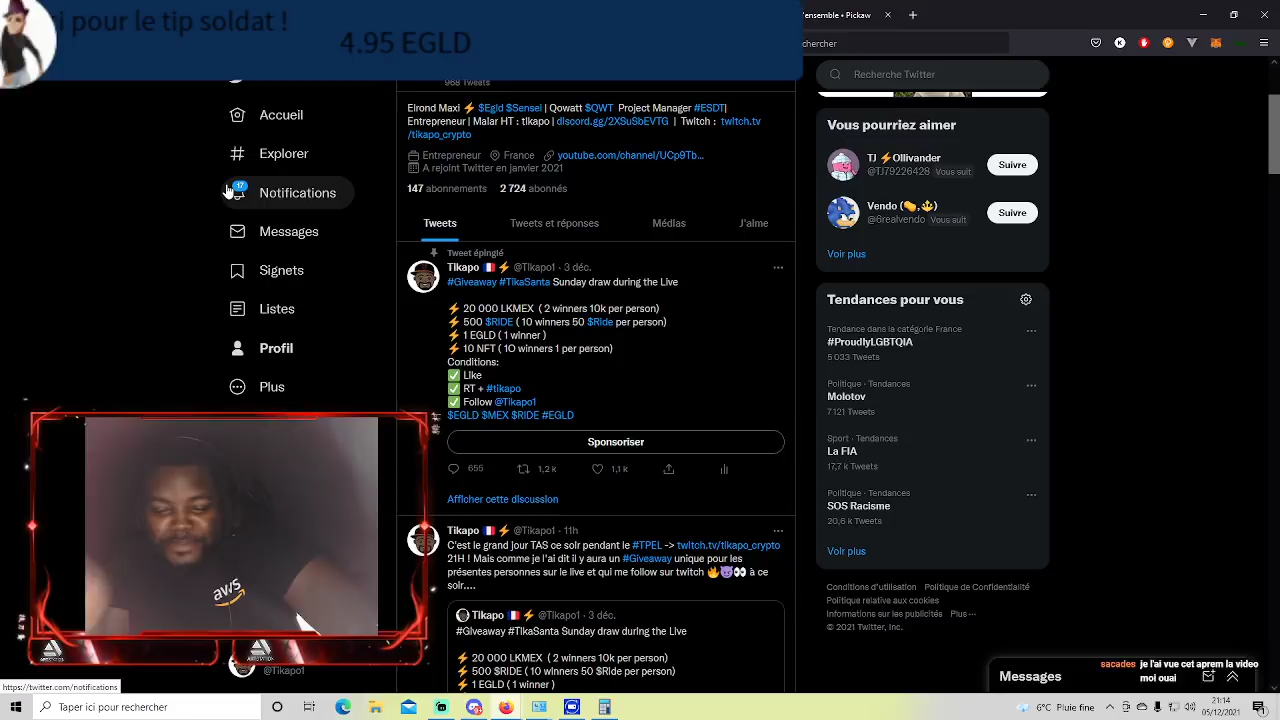 i pour le tip soldat !
4.95 EGLD
ensemble • Pikaw
chercher
Recherche Twitter
968 Tweets
Elrond Maxi ⚡ $Egld $Sensei | Qowatt $QWT Project Manager #ESDT|
Entrepreneur | Malar HT : tikapo | discord.gg/2XSuSbEVTG | Twitch : twitch.tv
/tikapo_crypto
Entrepreneur France youtube.com/channel/UCp9Tb...
A rejoint Twitter en janvier 2021
147 abonnements 2 724 abonnés
Tweets Tweets et réponses Médias J'aime
Accueil
Explorer
17
Notifications
Messages
Signets
Listes
Profil
Plus
Tweet épinglé
Tikapo 🇫🇷 ⚡ @Tikapo1 · 3 déc.
#Giveaway #TikaSanta Sunday draw during the Live
⚡ 20 000 LKMEX ( 2 winners 10k per person)
⚡ 500 $RIDE ( 10 winners 50 $Ride per person)
⚡ 1 EGLD ( 1 winner )
⚡ 10 NFT ( 10 winners 1 per person)
Conditions:
✅ Like
✅ RT + #tikapo
✅ Follow @Tikapo1
$EGLD $MEX $RIDE #EGLD
Sponsoriser
655 1,2 k 1,1 k
Afficher cette discussion
Tikapo 🇫🇷 ⚡ @Tikapo1 · 11h
C'est le grand jour TAS ce soir pendant le #TPEL -> twitch.tv/tikapo_crypto
21H ! Mais comme je l'ai dit il y aura un #Giveaway unique pour les
présentes personnes sur le live et qui me follow sur twitch 🔥😈👀 à ce
soir....
Tikapo 🇫🇷 ⚡ @Tikapo1 · 3 déc.
#Giveaway #TikaSanta Sunday draw during the Live
⚡ 20 000 LKMEX ( 2 winners 10k per person)
⚡ 500 $RIDE ( 10 winners 50 $Ride per person)
⚡ 1 EGLD ( 1 winner )
Vous pourriez aimer
TJ ⚡Ollivander
@TJ79226428 Vous suit
Suivre
Vendo
@6realvendo Vous suit
Suivre
Voir plus
Tendances pour vous
Tendance dans la catégorie France
#ProudlyLGBTQIA
5 033 Tweets
Politique · Tendances
Molotov
7 121 Tweets
Sport · Tendances
La FIA
17,7 k Tweets
Politique · Tendances
SOS Racisme
20,6 k Tweets
Voir plus
Conditions d'utilisation Politique de Confidentialité
Politique relative aux cookies
Informations sur les publicités Plus ···
© 2021 Twitter, Inc.
Messages
sacades je l'ai vue cet aprem la video
moi ouai
aws
@Tikapo1
https://twitter.com/notifications
Taper ici pour rechercher
6°C Pluie fine
21:14
05/12/2021